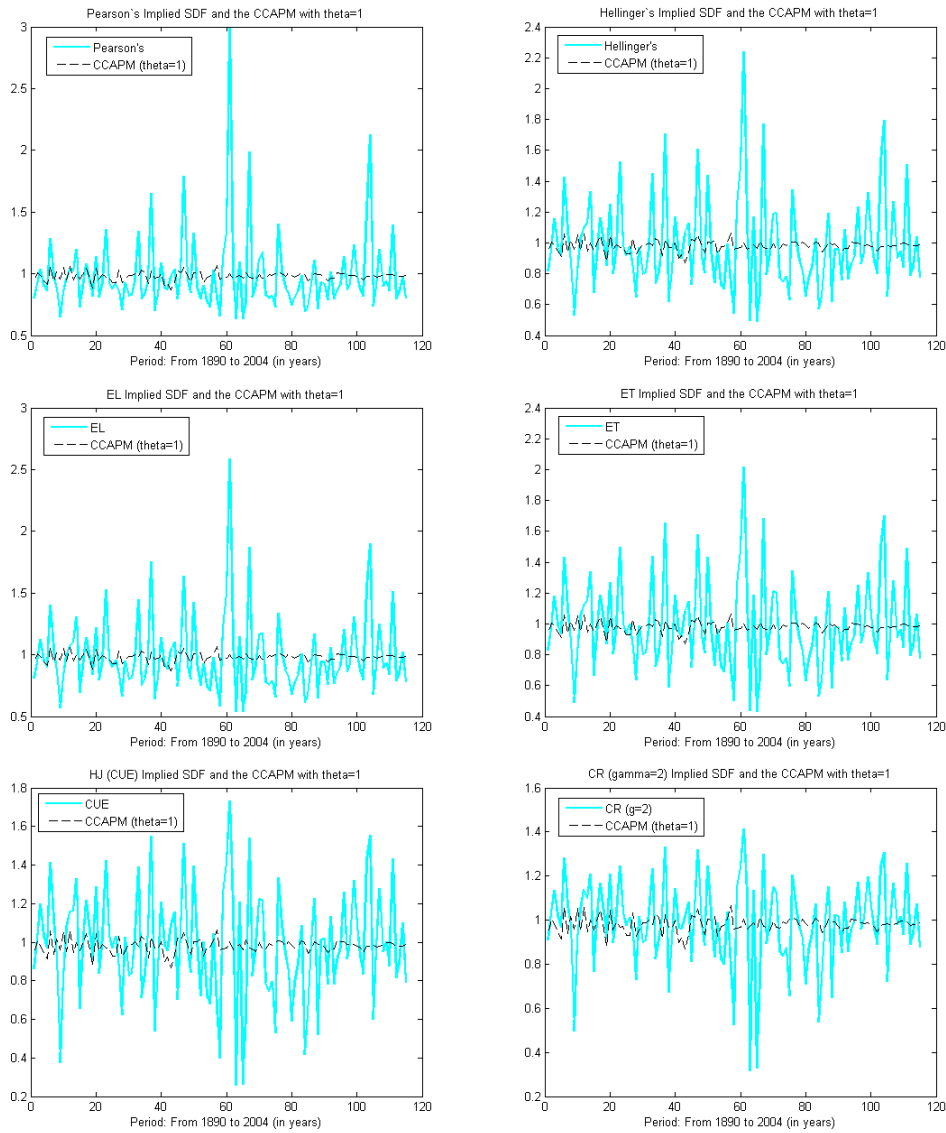 Pearson`s Implied SDF and the CCAPM with theta=1
3
2.5
2
1.5
1
0.5
0 20 40 60 80 100 120
Pearson's
CCAPM (theta=1)
Period: From 1890 to 2004 (in years)
Hellinger`s Implied SDF and the CCAPM with theta=1
2.4
2.2
2
1.8
1.6
1.4
1.2
1
0.8
0.6
0.4
0 20 40 60 80 100 120
Hellinger's
CCAPM (theta=1)
Period: From 1890 to 2004 (in years)
EL Implied SDF and the CCAPM with theta=1
3
2.5
2
1.5
1
0.5
0 20 40 60 80 100 120
EL
CCAPM (theta=1)
Period: From 1890 to 2004 (in years)
ET Implied SDF and the CCAPM with theta=1
2.4
2.2
2
1.8
1.6
1.4
1.2
1
0.8
0.6
0.4
0 20 40 60 80 100 120
ET
CCAPM (theta=1)
Period: From 1890 to 2004 (in years)
HJ (CUE) Implied SDF and the CCAPM with theta=1
1.8
1.6
1.4
1.2
1
0.8
0.6
0.4
0.2
0 20 40 60 80 100 120
CUE
CCAPM (theta=1)
Period: From 1890 to 2004 (in years)
CR (gamma=2) Implied SDF and the CCAPM with theta=1
1.6
1.4
1.2
1
0.8
0.6
0.4
0.2
0 20 40 60 80 100 120
CR (g=2)
CCAPM (theta=1)
Period: From 1890 to 2004 (in years)